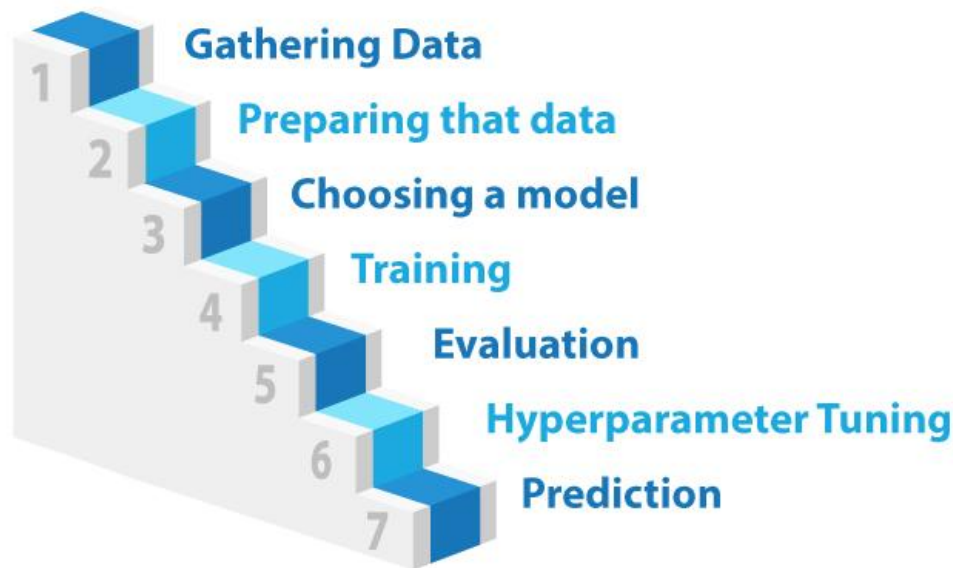 1 Gathering Data
2 Preparing that data
3 Choosing a model
4 Training
5 Evaluation
6 Hyperparameter Tuning
7 Prediction